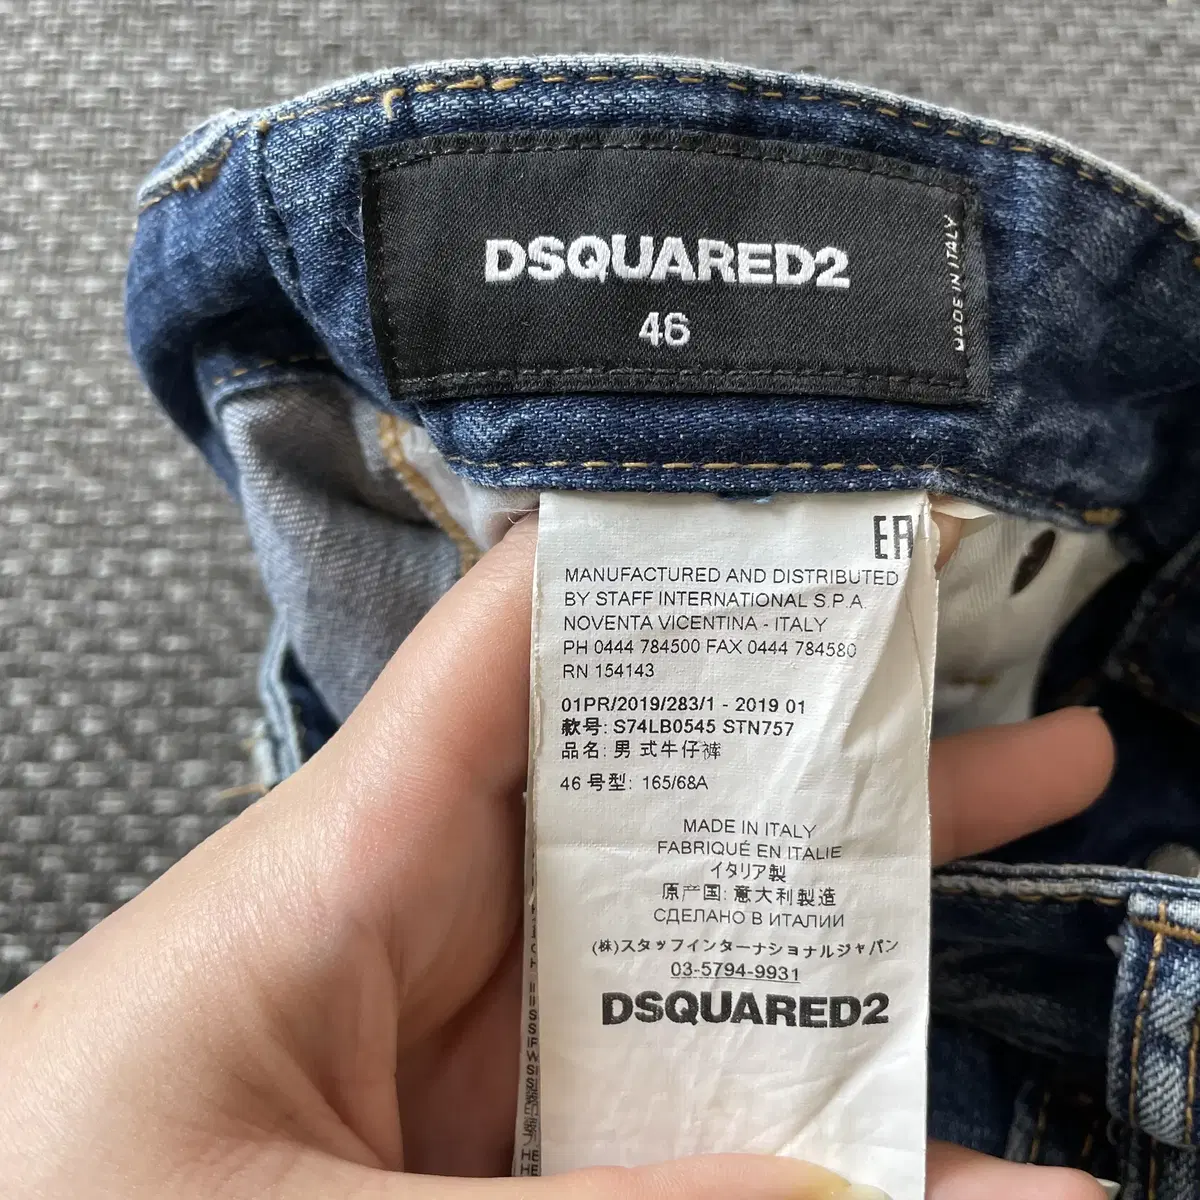 DSQUARED2
46
MADE IN ITALY
EAC
MANUFACTURED AND DISTRIBUTED
BY STAFF INTERNATIONAL S.P.A.
NOVENTA VICENTINA - ITALY
PH 0444 784500 FAX 0444 784580
RN 154143
01PR/2019/283/1 - 2019 01
款号: S74LB0545 STN757
品名: 男式牛仔裤
46 号型: 165/68A
MADE IN ITALY
FABRIQUÉ EN ITALIE
イタリア製
原产国: 意大利製造
СДЕЛАНО В ИТАЛИИ
(株)スタッフインターナショナルジャパン
03-5794-9931
DSQUARED2